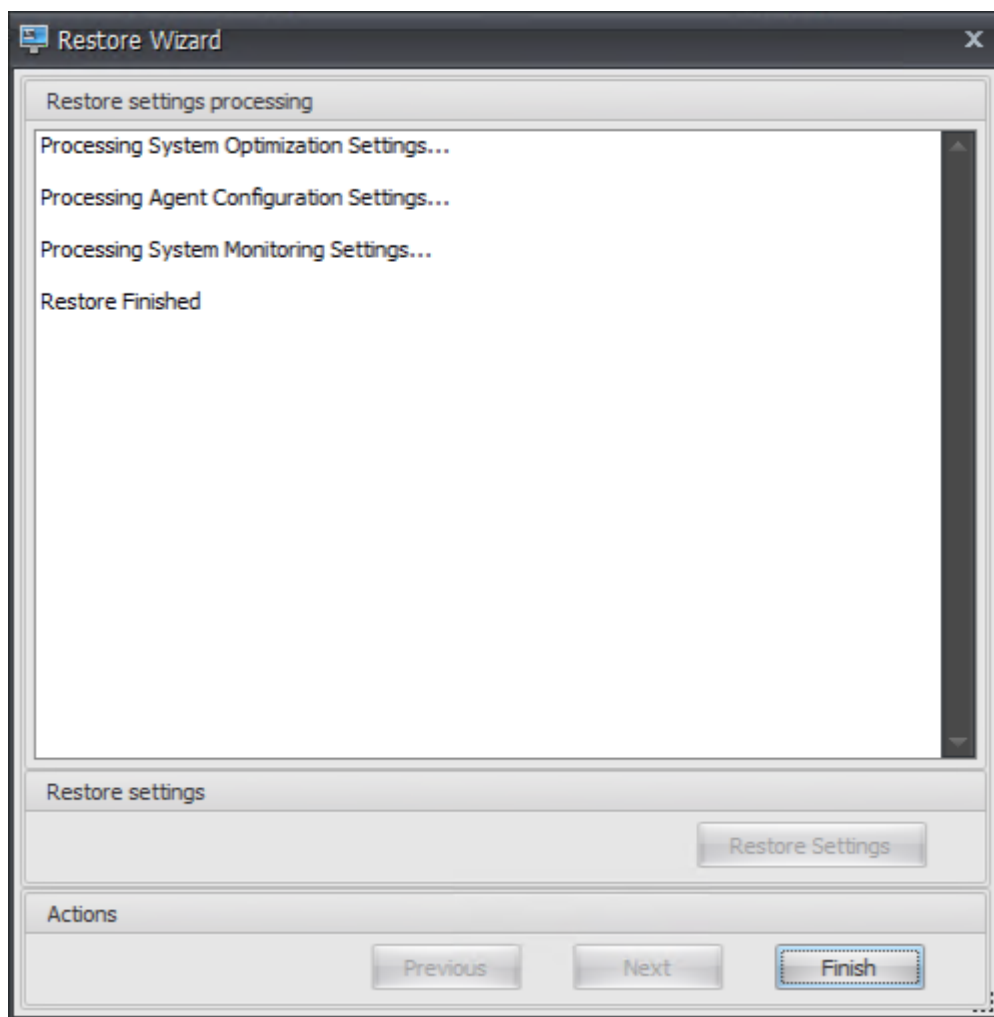 Restore Wizard
Restore settings processing
Processing System Optimization Settings...
Processing Agent Configuration Settings...
Processing System Monitoring Settings...
Restore Finished
Restore settings
Restore Settings
Actions
Previous Next Finish